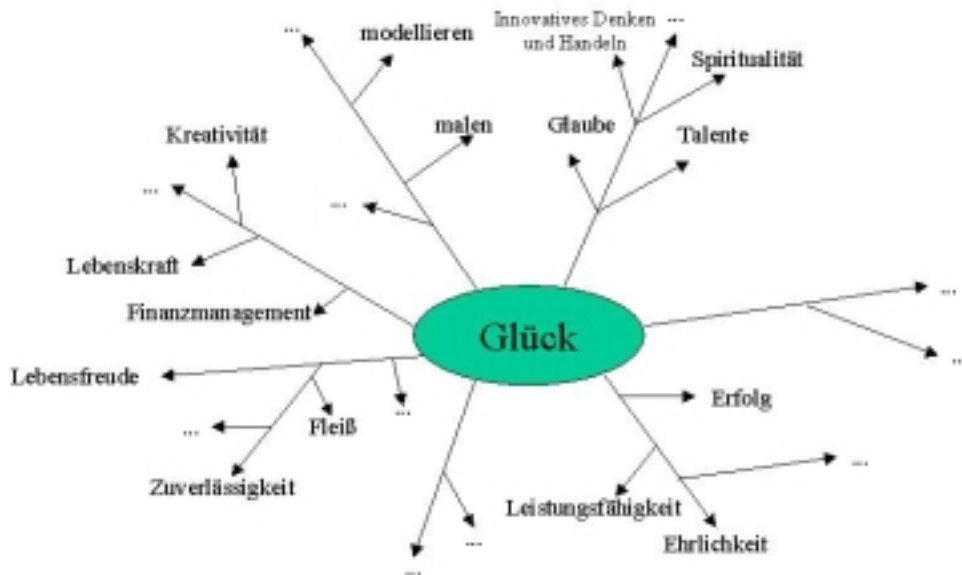 ...
modellieren
Innovatives Denken
und Handeln
...
Spiritualität
malen
Glaube
Talente
Kreativität
...
...
Lebenskraft
Finanzmanagement
...
Glück
...
Lebensfreude
...
Fleiß
...
Zuverlässigkeit
Erfolg
...
Leistungsfähigkeit
Ehrlichkeit
...
...